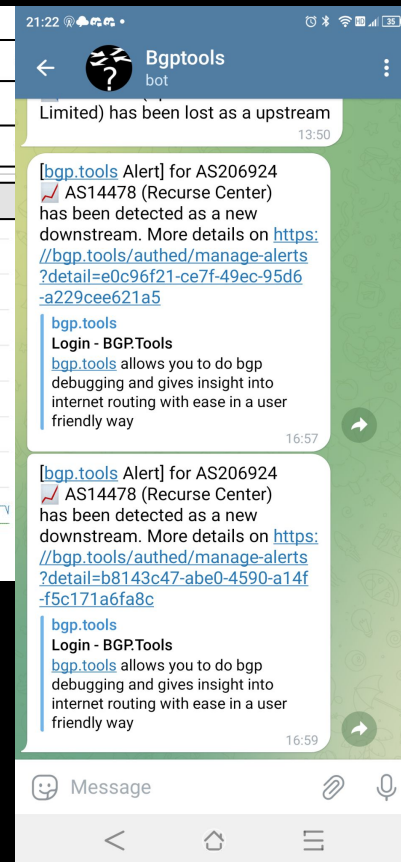 21:22
35
Bgptools
bot
Limited) has been lost as a upstream
13:50
[bgp.tools Alert] for AS206924
📈 AS14478 (Recurse Center)
has been detected as a new
downstream. More details on https:
//bgp.tools/authed/manage-alerts
?detail=e0c96f21-ce7f-49ec-95d6
-a229cee621a5
bgp.tools
Login - BGP.Tools
bgp.tools allows you to do bgp
debugging and gives insight into
internet routing with ease in a user
friendly way
16:57
[bgp.tools Alert] for AS206924
📈 AS14478 (Recurse Center)
has been detected as a new
downstream. More details on https:
//bgp.tools/authed/manage-alerts
?detail=b8143c47-abe0-4590-a14f
-f5c171a6fa8c
bgp.tools
Login - BGP.Tools
bgp.tools allows you to do bgp
debugging and gives insight into
internet routing with ease in a user
friendly way
16:59
Message